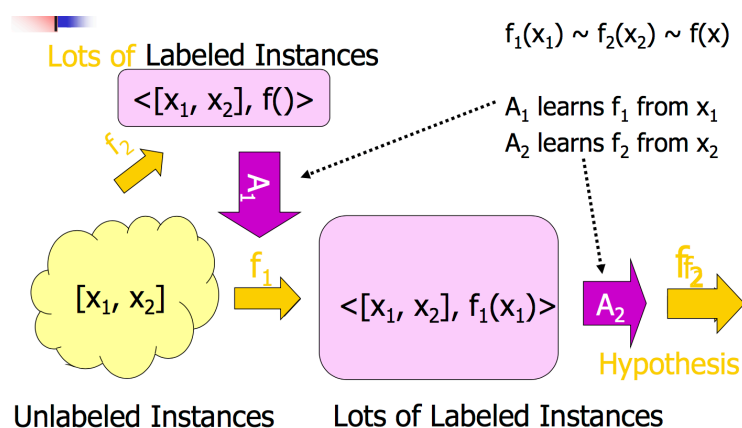 f₁(x₁) ~ f₂(x₂) ~ f(x)
Lots of Labeled Instances
<[x₁, x₂], f()>
A₁ learns f₁ from x₁
A₂ learns f₂ from x₂
f₂
A₁
f₁
[x₁, x₂]
<[x₁, x₂], f₁(x₁)>
A₂
f₂
Hypothesis
Unlabeled Instances
Lots of Labeled Instances